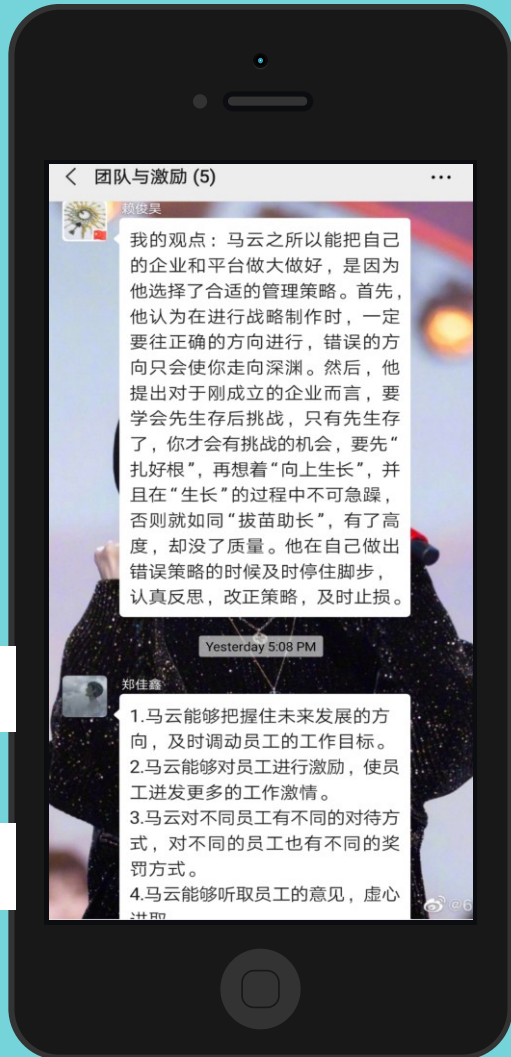 团队与激励 (5)
赖俊昊
我的观点：马云之所以能把自己
的企业和平台做大做好，是因为
他选择了合适的管理策略。首先，
他认为在进行战略制作时，一定
要往正确的方向进行，错误的方
向只会使你走向深渊。然后，他
提出对于刚成立的企业而言，要
学会先生存后挑战，只有先生存
了，你才会有挑战的机会，要先“
扎好根”，再想着“向上生长”，并
且在“生长”的过程中不可急躁，
否则就如同“拔苗助长”，有了高
度，却没了质量。他在自己做出
错误策略的时候及时停住脚步，
认真反思，改正策略，及时止损。
Yesterday 5:08 PM
郑佳鑫
1.马云能够把握住未来发展的方
向，及时调动员工的工作目标。
2.马云能够对员工进行激励，使员
工迸发更多的工作激情。
3.马云对不同员工有不同的对待方
式，对不同的员工也有不同的奖
罚方式。
4.马云能够听取员工的意见，虚心
进取
@6